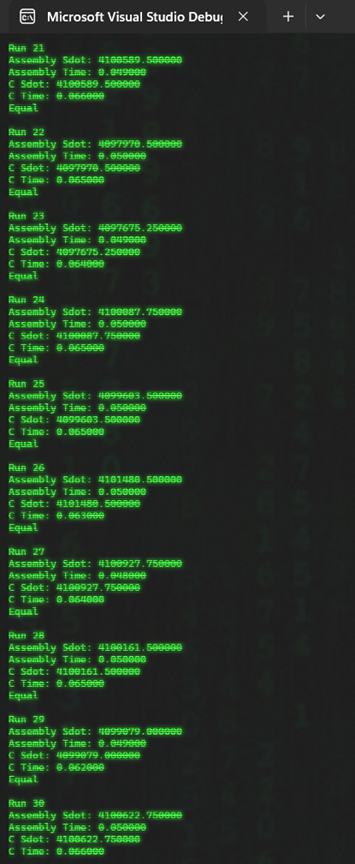 Microsoft Visual Studio Debug
Run 21
Assembly Sdot: 4100589.500000
Assembly Time: 0.049000
C Sdot: 4100589.500000
C Time: 0.066000
Equal
Run 22
Assembly Sdot: 4097970.500000
Assembly Time: 0.050000
C Sdot: 4097970.500000
C Time: 0.065000
Equal
Run 23
Assembly Sdot: 4097675.250000
Assembly Time: 0.049000
C Sdot: 4097675.250000
C Time: 0.064000
Equal
Run 24
Assembly Sdot: 4100087.750000
Assembly Time: 0.050000
C Sdot: 4100087.750000
C Time: 0.065000
Equal
Run 25
Assembly Sdot: 4099603.500000
Assembly Time: 0.050000
C Sdot: 4099603.500000
C Time: 0.065000
Equal
Run 26
Assembly Sdot: 4101480.500000
Assembly Time: 0.050000
C Sdot: 4101480.500000
C Time: 0.063000
Equal
Run 27
Assembly Sdot: 4100927.750000
Assembly Time: 0.048000
C Sdot: 4100927.750000
C Time: 0.064000
Equal
Run 28
Assembly Sdot: 4100161.500000
Assembly Time: 0.050000
C Sdot: 4100161.500000
C Time: 0.065000
Equal
Run 29
Assembly Sdot: 4099079.000000
Assembly Time: 0.049000
C Sdot: 4099079.000000
C Time: 0.062000
Equal
Run 30
Assembly Sdot: 4100622.750000
Assembly Time: 0.050000
C Sdot: 4100622.750000
C Time: 0.066000